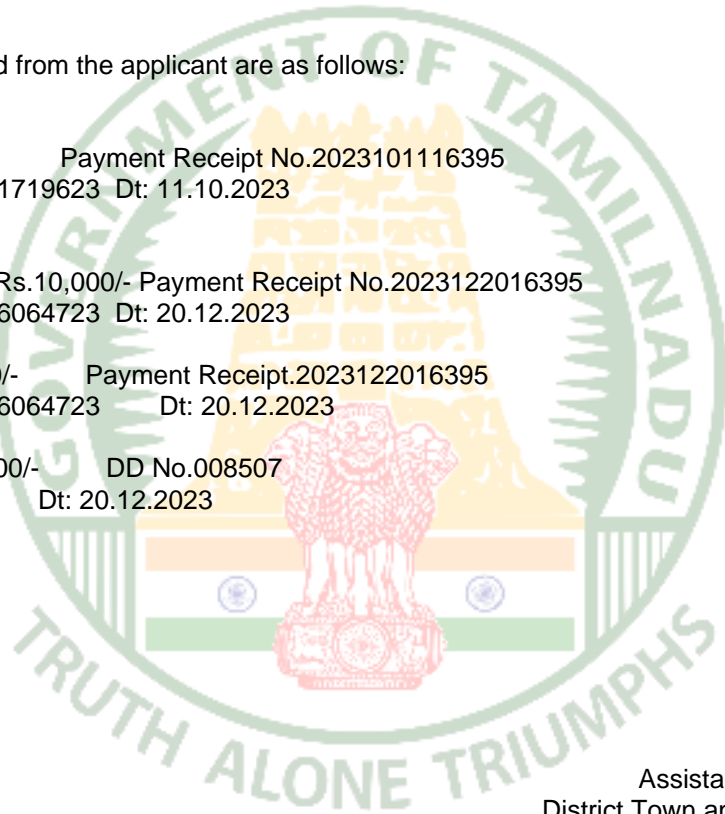 d from the applicant are as follows:
Payment Receipt No.2023101116395
1719623 Dt: 11.10.2023
Rs.10,000/- Payment Receipt No.2023122016395
6064723 Dt: 20.12.2023
/- Payment Receipt.2023122016395
6064723 Dt: 20.12.2023
00/- DD No.008507
Dt: 20.12.2023
GOVERNMENT OF TAMILNADU
TRUTH ALONE TRIUMPHS
Assista
District Town an